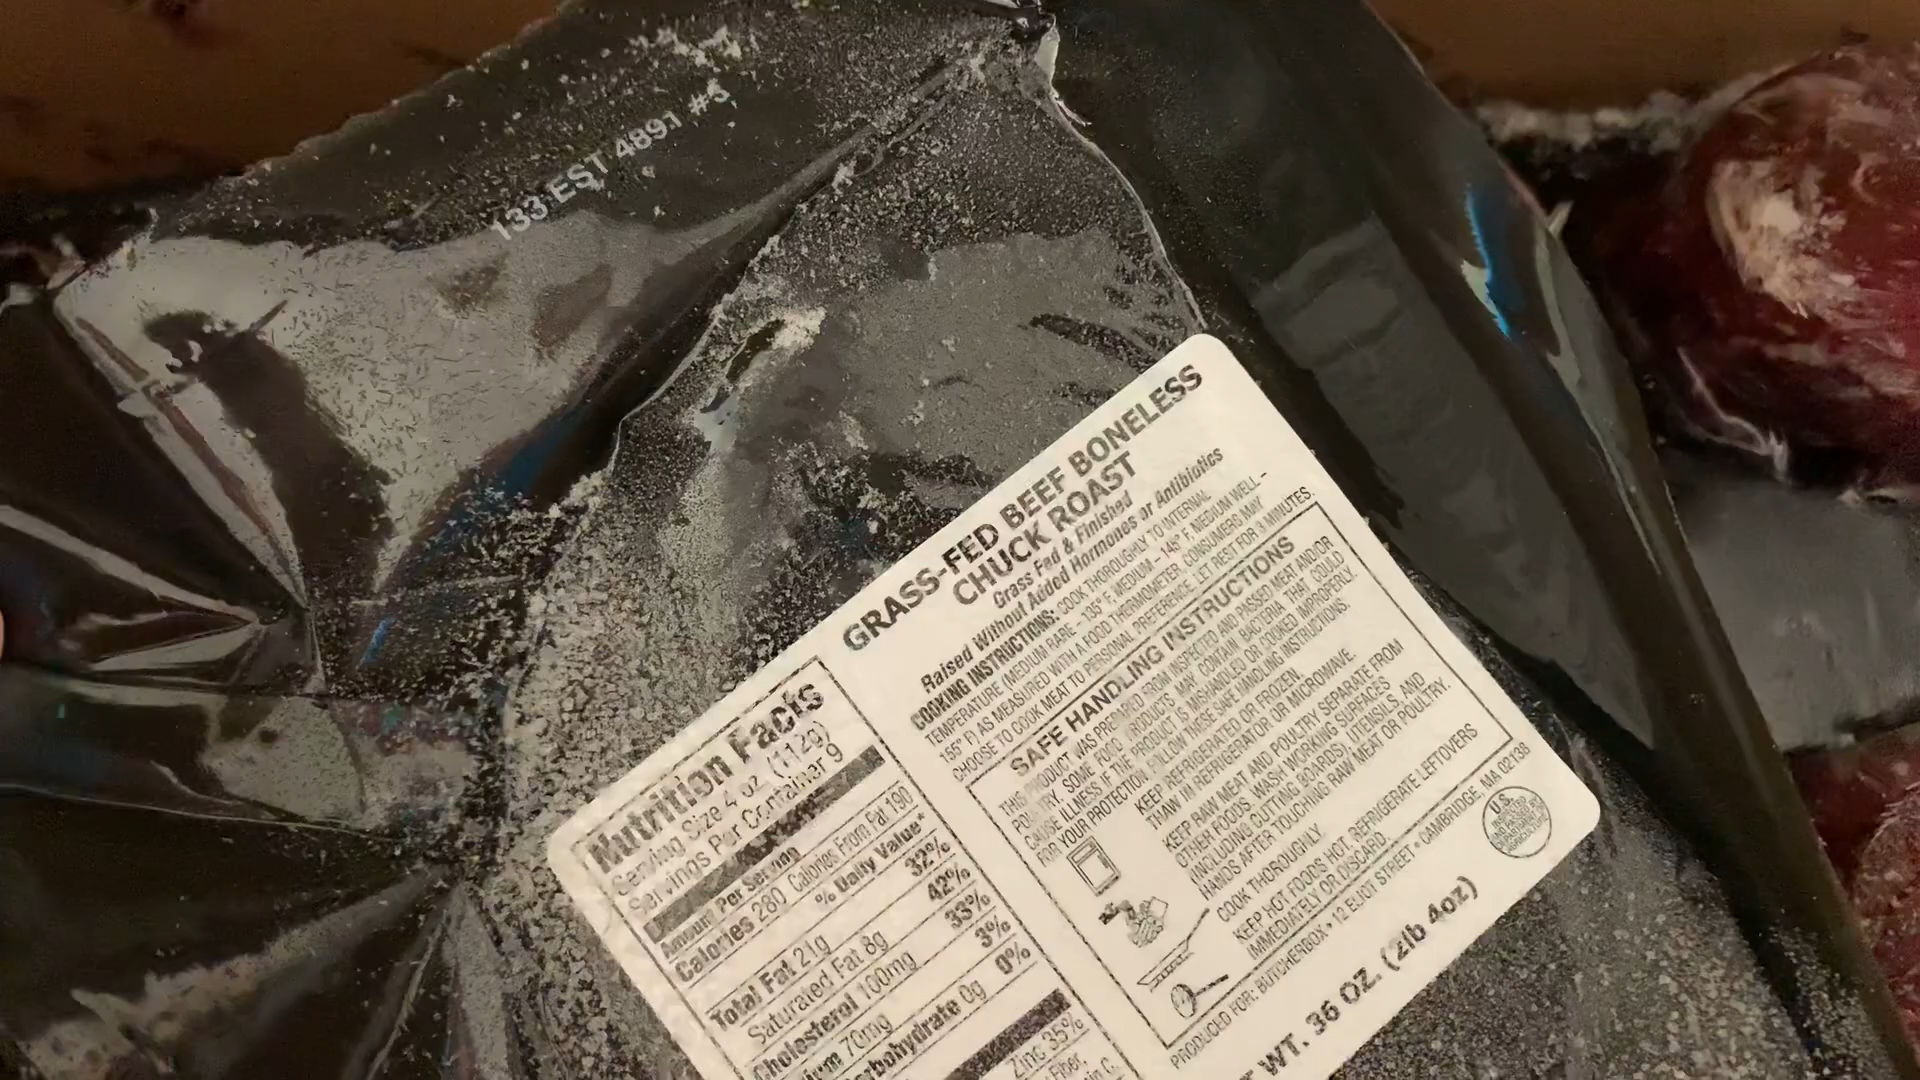 133 EST 4891 #3
GRASS-FED BEEF BONELESS
CHUCK ROAST
Grass Fed & Finished
Raised Without Added Hormones or Antibiotics
COOKING INSTRUCTIONS: COOK THOROUGHLY TO INTERNAL
TEMPERATURE (MEDIUM RARE - 135° F, MEDIUM - 145° F, MEDIUM WELL -
155° F) AS MEASURED WITH A FOOD THERMOMETER. CONSUMERS MAY
CHOOSE TO COOK MEAT TO PERSONAL PREFERENCE. LET REST FOR 3 MINUTES.
SAFE HANDLING INSTRUCTIONS
THIS PRODUCT WAS PREPARED FROM INSPECTED AND PASSED MEAT AND/OR
POULTRY. SOME FOOD PRODUCTS MAY CONTAIN BACTERIA THAT COULD
CAUSE ILLNESS IF THE PRODUCT IS MISHANDLED OR COOKED IMPROPERLY.
FOR YOUR PROTECTION, FOLLOW THESE SAFE HANDLING INSTRUCTIONS.
KEEP REFRIGERATED OR FROZEN.
THAW IN REFRIGERATOR OR MICROWAVE.
KEEP RAW MEAT AND POULTRY SEPARATE FROM
OTHER FOODS. WASH WORKING SURFACES
(INCLUDING CUTTING BOARDS), UTENSILS, AND
HANDS AFTER TOUCHING RAW MEAT OR POULTRY.
COOK THOROUGHLY.
KEEP HOT FOODS HOT. REFRIGERATE LEFTOVERS
IMMEDIATELY OR DISCARD.
PRODUCED FOR: BUTCHERBOX • 12 ELIOT STREET • CAMBRIDGE, MA 02138
U.S.
INSPECTED
AND PASSED BY
DEPARTMENT OF
AGRICULTURE
WT. 36 OZ. (2lb 4oz)
Nutrition Facts
Serving Size 4 oz (112g)
Servings Per Container 9
Amount Per Serving
Calories 280 Calories From Fat 190
% Daily Value*
Total Fat 21g 32%
Saturated Fat 8g 42%
Cholesterol 100mg 33%
70mg 3%
0g 0%
Zinc 35%
Fiber,
C,